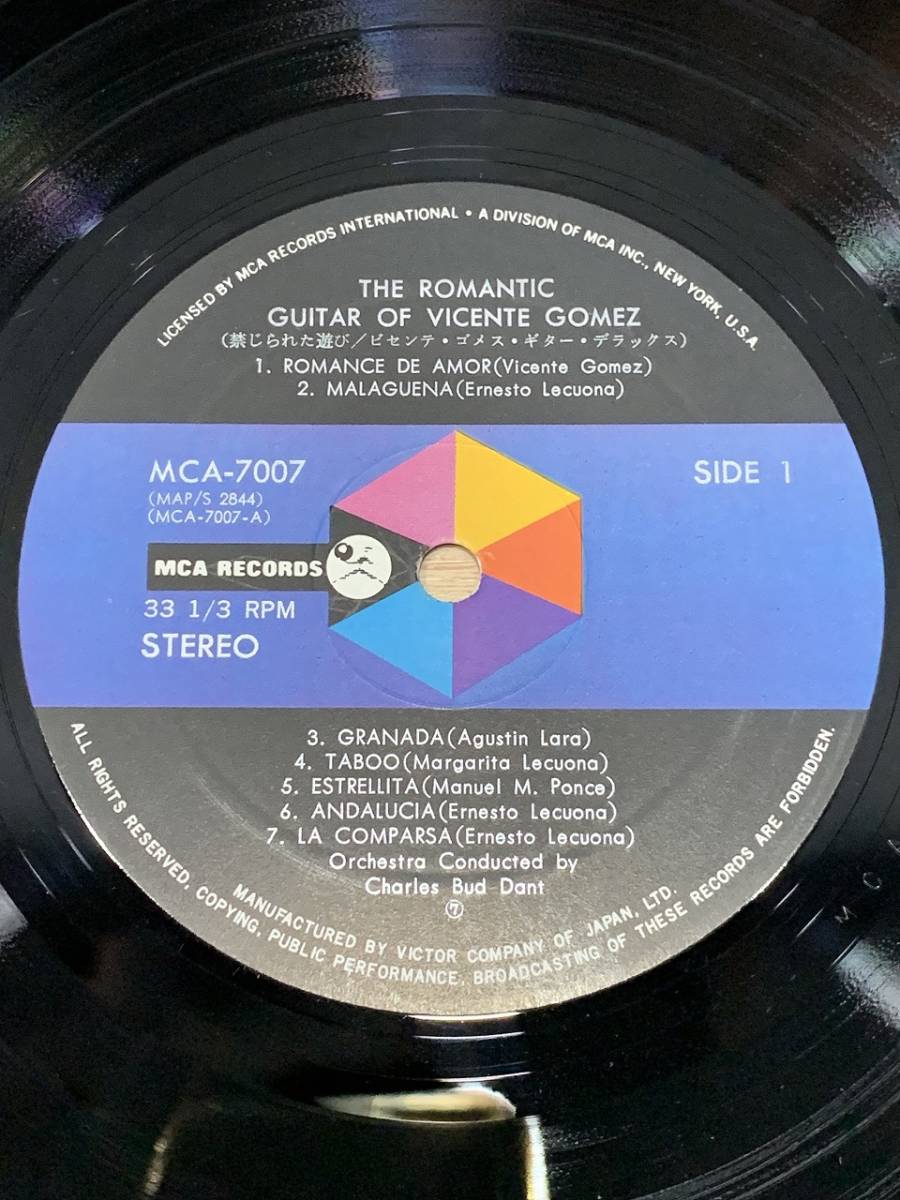 LICENSED BY MCA RECORDS INTERNATIONAL • A DIVISION OF MCA INC., NEW YORK, U.S.A.
THE ROMANTIC
GUITAR OF VICENTE GOMEZ
(禁じられた遊び/ビセンテ・ゴメス・ギター・デラックス)
1. ROMANCE DE AMOR(Vicente Gomez)
2. MALAGUENA(Ernesto Lecuona)
MCA-7007
SIDE 1
(MAP/S 2844)
(MCA-7007-A)
MCA RECORDS
33 1/3 RPM
STEREO
3. GRANADA(Agustin Lara)
4. TABOO(Margarita Lecuona)
5. ESTRELLITA(Manuel M. Ponce)
6. ANDALUCIA(Ernesto Lecuona)
7. LA COMPARSA(Ernesto Lecuona)
Orchestra Conducted by
Charles Bud Dant
⑦
MANUFACTURED BY VICTOR COMPANY OF JAPAN, LTD.
ALL RIGHTS RESERVED, COPYING, PUBLIC PERFORMANCE, BROADCASTING OF THESE RECORDS ARE FORBIDDEN.